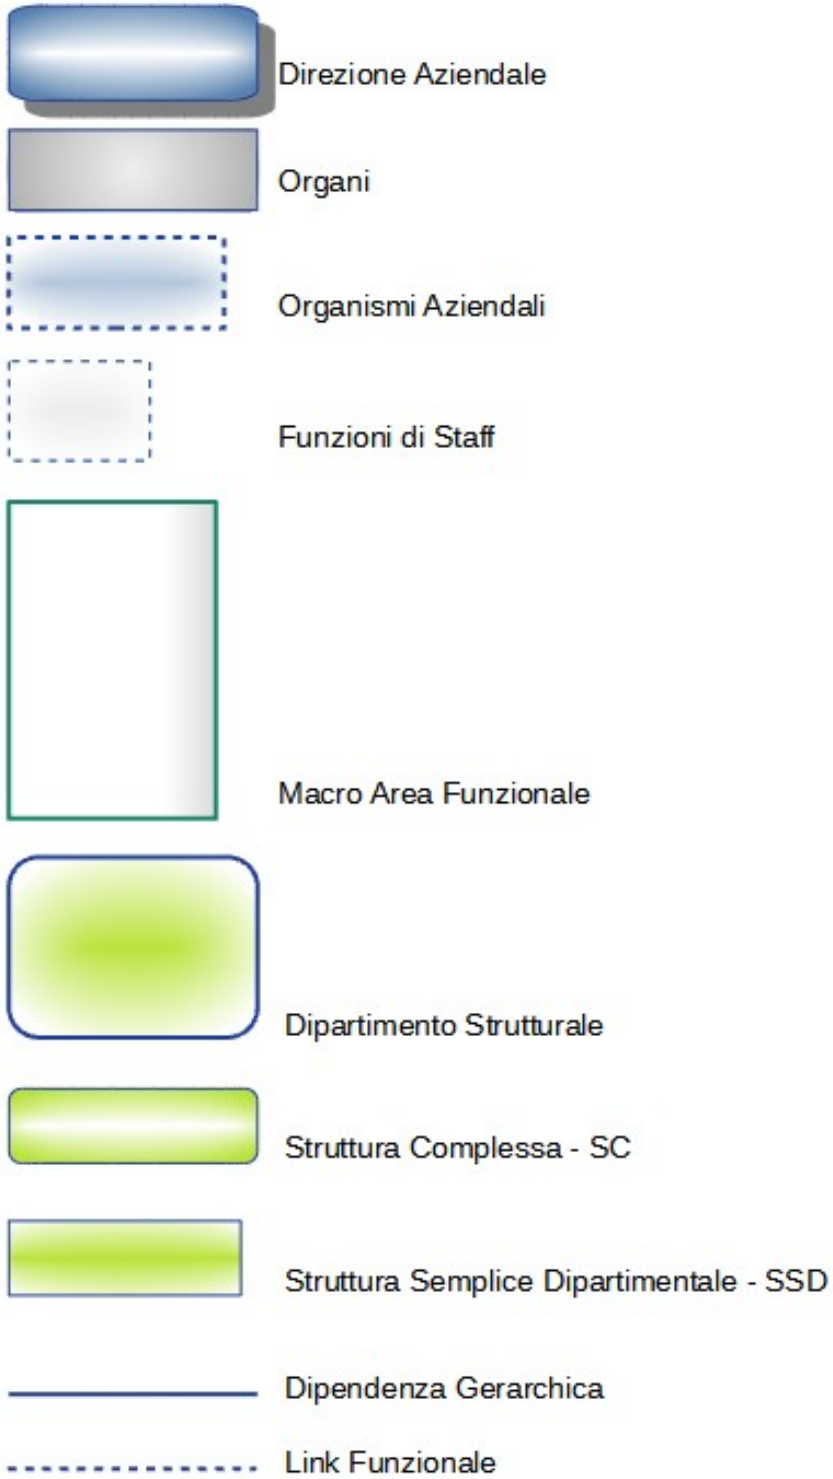 Direzione Aziendale
Organi
Organismi Aziendali
Funzioni di Staff
Macro Area Funzionale
Dipartimento Strutturale
Struttura Complessa - SC
Struttura Semplice Dipartimentale - SSD
Dipendenza Gerarchica
Link Funzionale